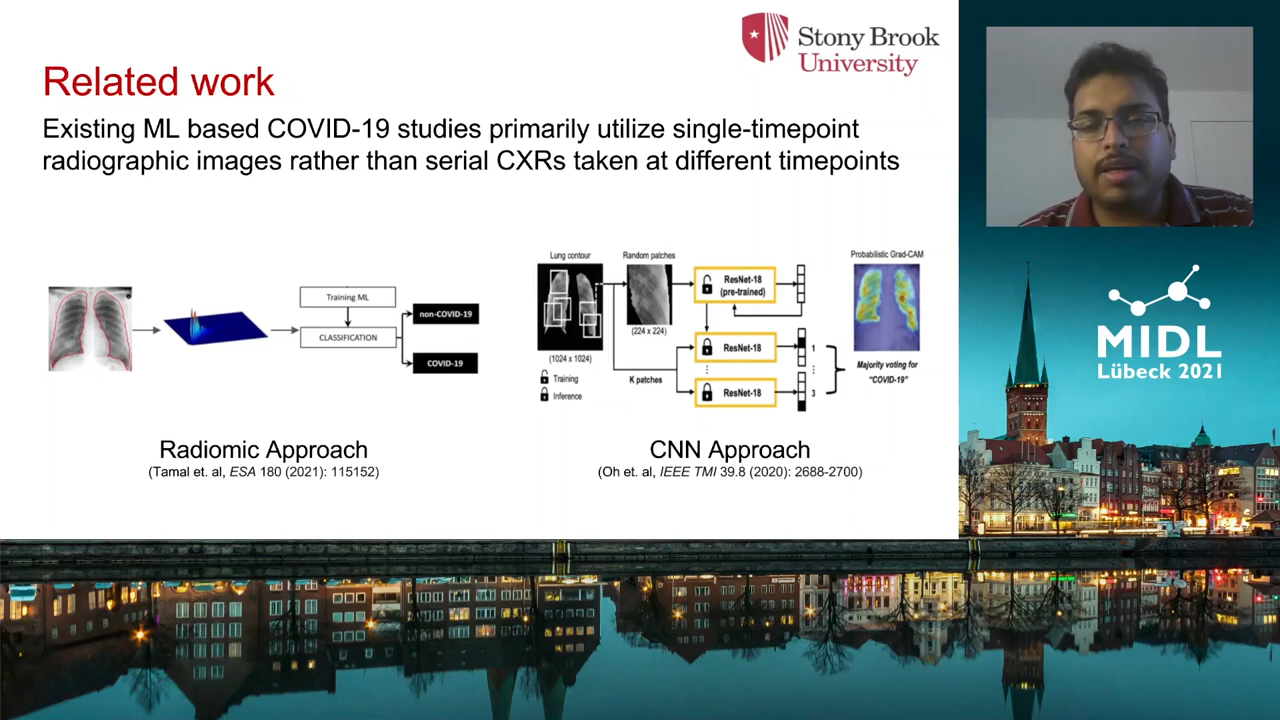 Stony Brook
University
Related work
Existing ML based COVID-19 studies primarily utilize single-timepoint
radiographic images rather than serial CXRs taken at different timepoints
Training ML
CLASSIFICATION
non-COVID-19
COVID-19
Radiomic Approach
(Tamal et. al, ESA 180 (2021): 115152)
Lung contour
Random patches
Probabilistic Grad-CAM
ResNet-18
(pre-trained)
(224 x 224)
(1024 x 1024)
ResNet-18
1
Training
Inference
K patches
ResNet-18
3
Majority voting for
"COVID-19"
CNN Approach
(Oh et. al, IEEE TMI 39.8 (2020): 2688-2700)
MIDL
Lübeck 2021